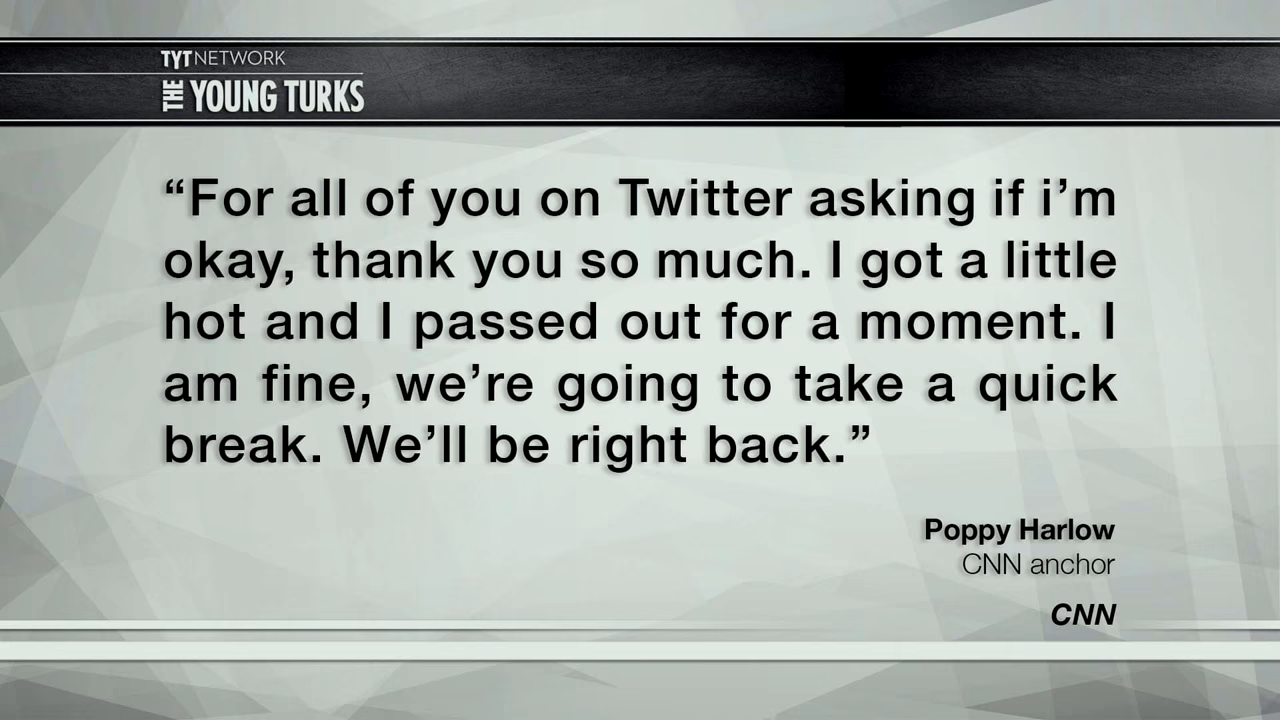 TYT NETWORK
THE YOUNG TURKS
“For all of you on Twitter asking if i’m
okay, thank you so much. I got a little
hot and I passed out for a moment. I
am fine, we’re going to take a quick
break. We’ll be right back.”
Poppy Harlow
CNN anchor
CNN